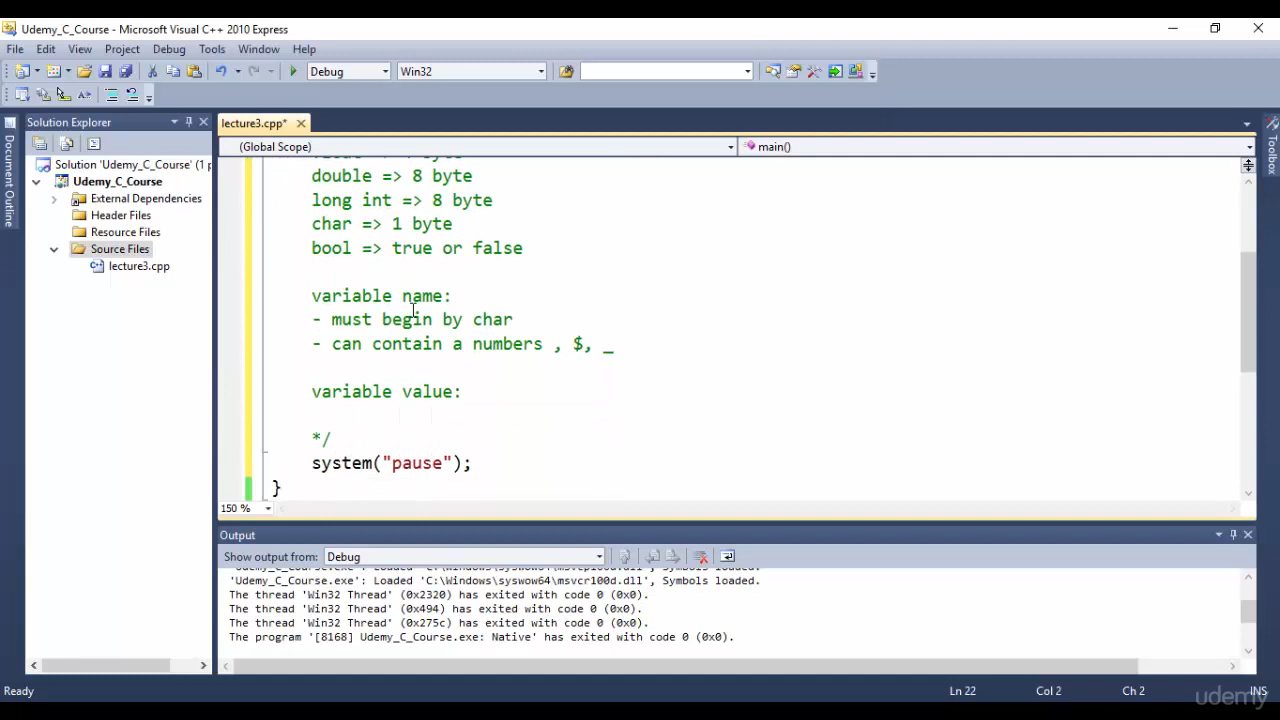 Udemy_C_Course - Microsoft Visual C++ 2010 Express
File Edit View Project Debug Tools Window Help
Debug Win32
Document Outline
Solution Explorer
Solution 'Udemy_C_Course' (1 p
Udemy_C_Course
External Dependencies
Header Files
Resource Files
Source Files
lecture3.cpp
lecture3.cpp*
(Global Scope) main()
double => 8 byte
long int => 8 byte
char => 1 byte
bool => true or false
variable name:
- must begin by char
- can contain a numbers , $, _
variable value:
*/
system("pause");
}
150 %
Toolbox
Output
Show output from: Debug
'Udemy_C_Course.exe': Loaded 'C:\Windows\syswow64\msvcr100d.dll', Symbols loaded.
The thread 'Win32 Thread' (0x2320) has exited with code 0 (0x0).
The thread 'Win32 Thread' (0x494) has exited with code 0 (0x0).
The thread 'Win32 Thread' (0x275c) has exited with code 0 (0x0).
The program '[8168] Udemy_C_Course.exe: Native' has exited with code 0 (0x0).
Ready Ln 22 Col 2 Ch 2 INS
udemy